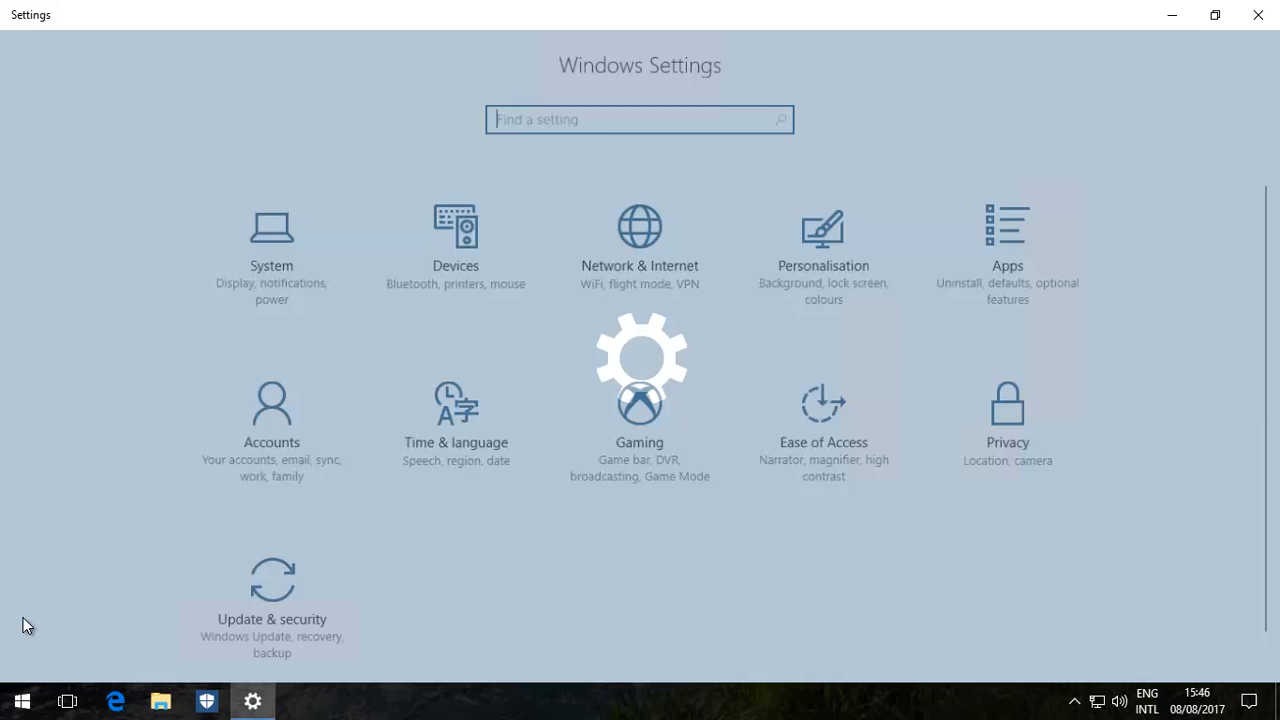 Settings
Windows Settings
Find a setting
System
Display, notifications,
power
Devices
Bluetooth, printers, mouse
Network & Internet
WiFi, flight mode, VPN
Personalisation
Background, lock screen,
colours
Apps
Uninstall, defaults, optional
features
Accounts
Your accounts, email, sync,
work, family
Time & language
Speech, region, date
Gaming
Game bar, DVR,
broadcasting, Game Mode
Ease of Access
Narrator, magnifier, high
contrast
Privacy
Location, camera
Update & security
Windows Update, recovery,
backup
ENG
INTL
15:46
08/08/2017